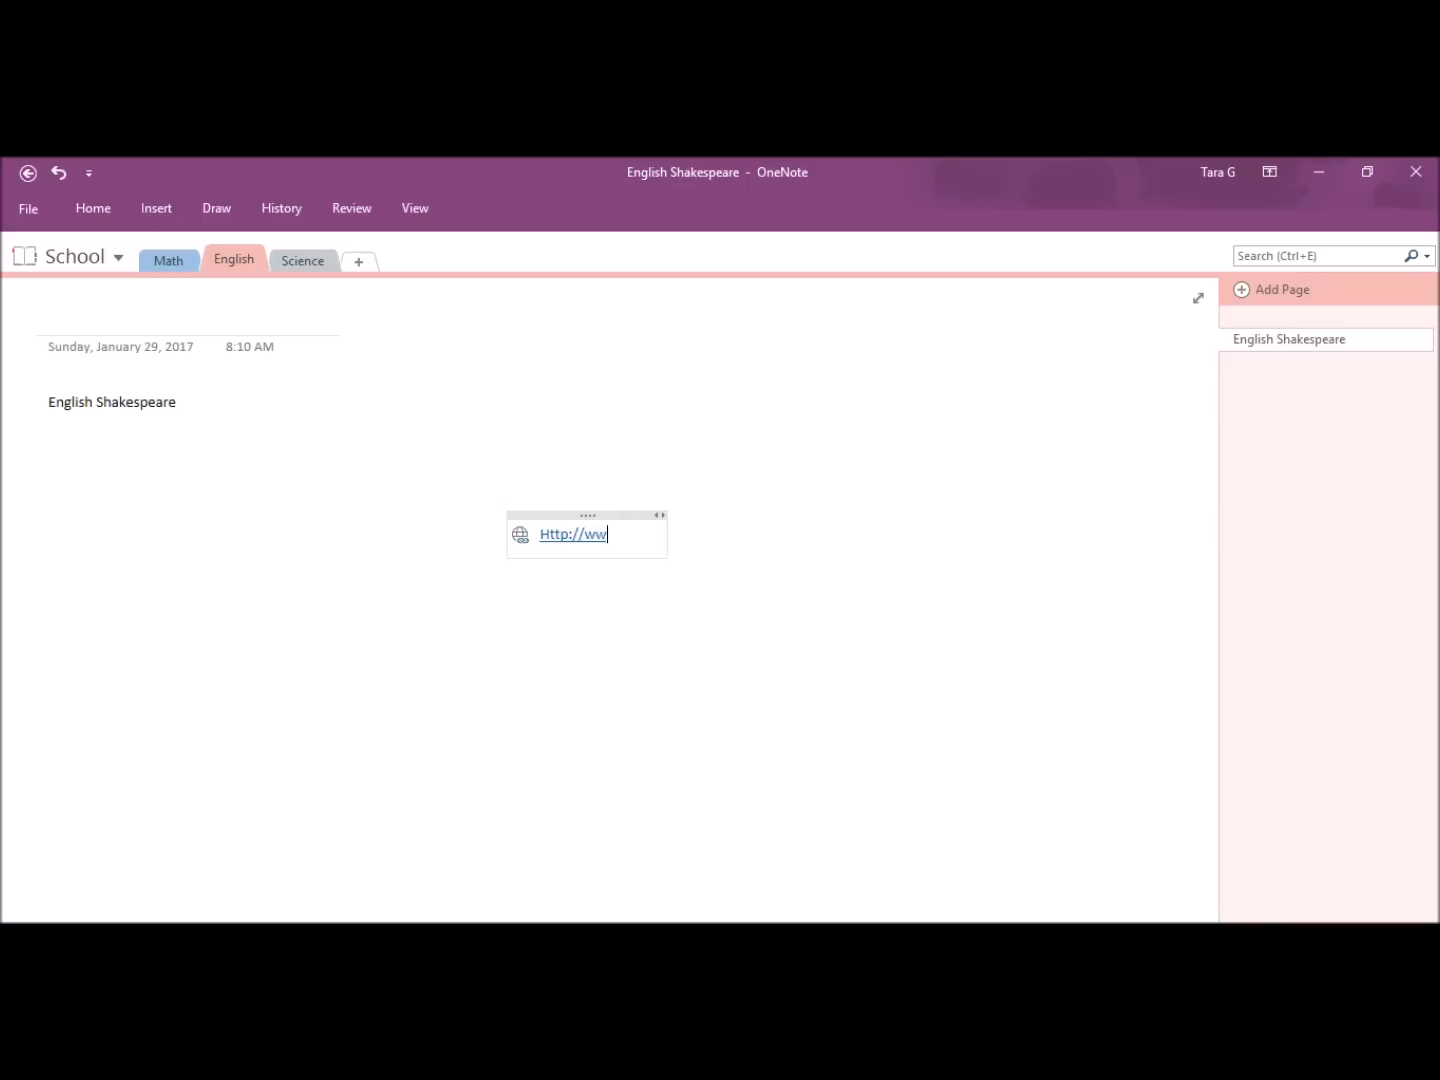 English Shakespeare - OneNote
Tara G
File Home Insert Draw History Review View
School Math English Science +
Search (Ctrl+E)
Add Page
Sunday, January 29, 2017 8:10 AM
English Shakespeare
English Shakespeare
Http://ww